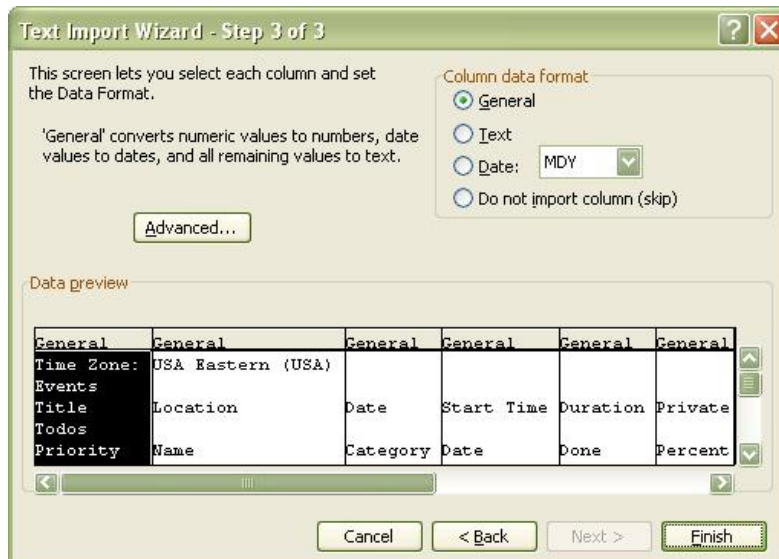 Text Import Wizard - Step 3 of 3
This screen lets you select each column and set
the Data Format.
'General' converts numeric values to numbers, date
values to dates, and all remaining values to text.
Advanced...
Column data format
General
Text
Date: MDY
Do not import column (skip)
Data preview
General General General General General General
Time Zone: USA Eastern (USA)
Events
Title Location Date Start Time Duration Private
Todos
Priority Name Category Date Done Percent
Cancel < Back Next > Finish